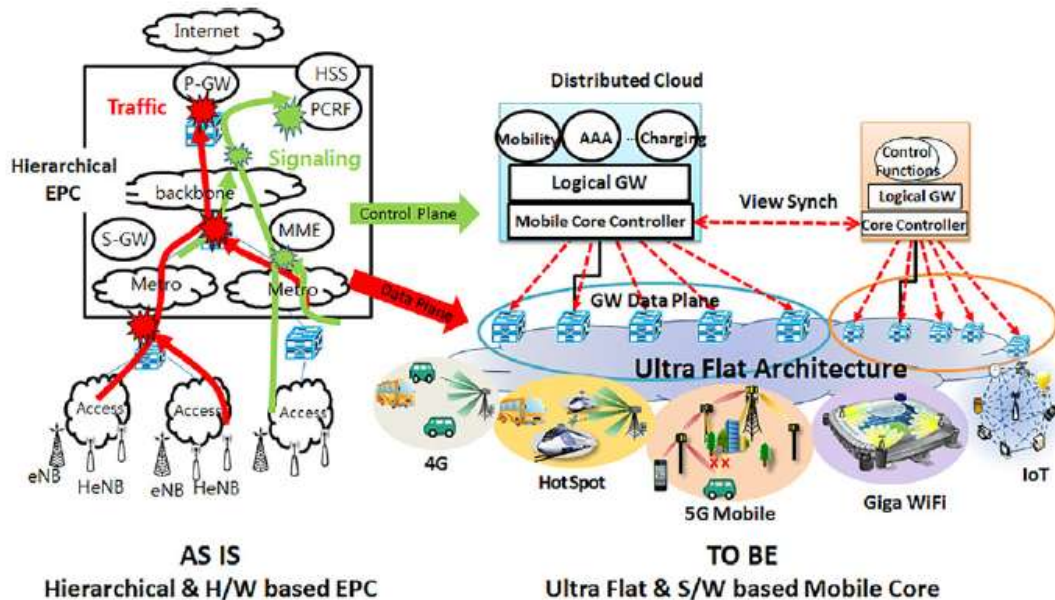 Internet
P-GW
HSS
PCRF
Traffic
Signaling
Hierarchical
EPC
backbone
S-GW
MME
Metro
Metro
Access
Access
Access
eNB
HeNB
eNB
HeNB
AS IS
Hierarchical & H/W based EPC
Control Plane
Data Plane
Distributed Cloud
Mobility
AAA
...
Charging
Logical GW
Mobile Core Controller
View Synch
Control
Functions
Logical GW
Core Controller
GW Data Plane
Ultra Flat Architecture
4G
Hot Spot
5G Mobile
Giga WiFi
IoT
TO BE
Ultra Flat & S/W based Mobile Core